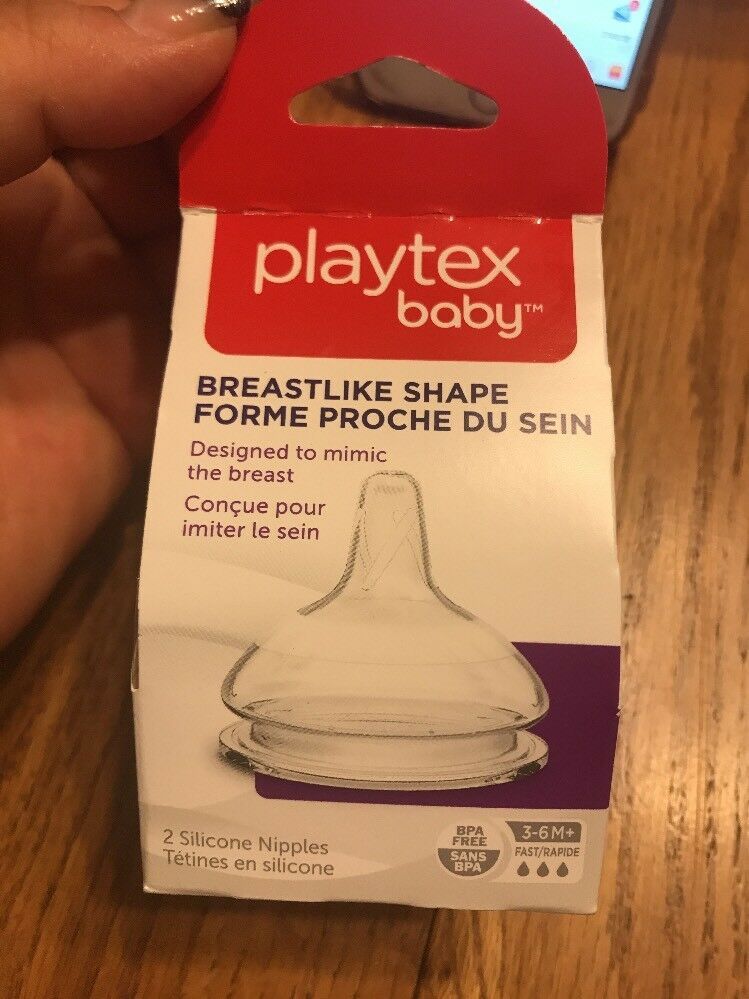 playtex
baby™
BREASTLIKE SHAPE
FORME PROCHE DU SEIN
Designed to mimic
the breast
Conçue pour
imiter le sein
2 Silicone Nipples
Tétines en silicone
BPA
FREE
SANS
BPA
3-6M+
FAST/RAPIDE